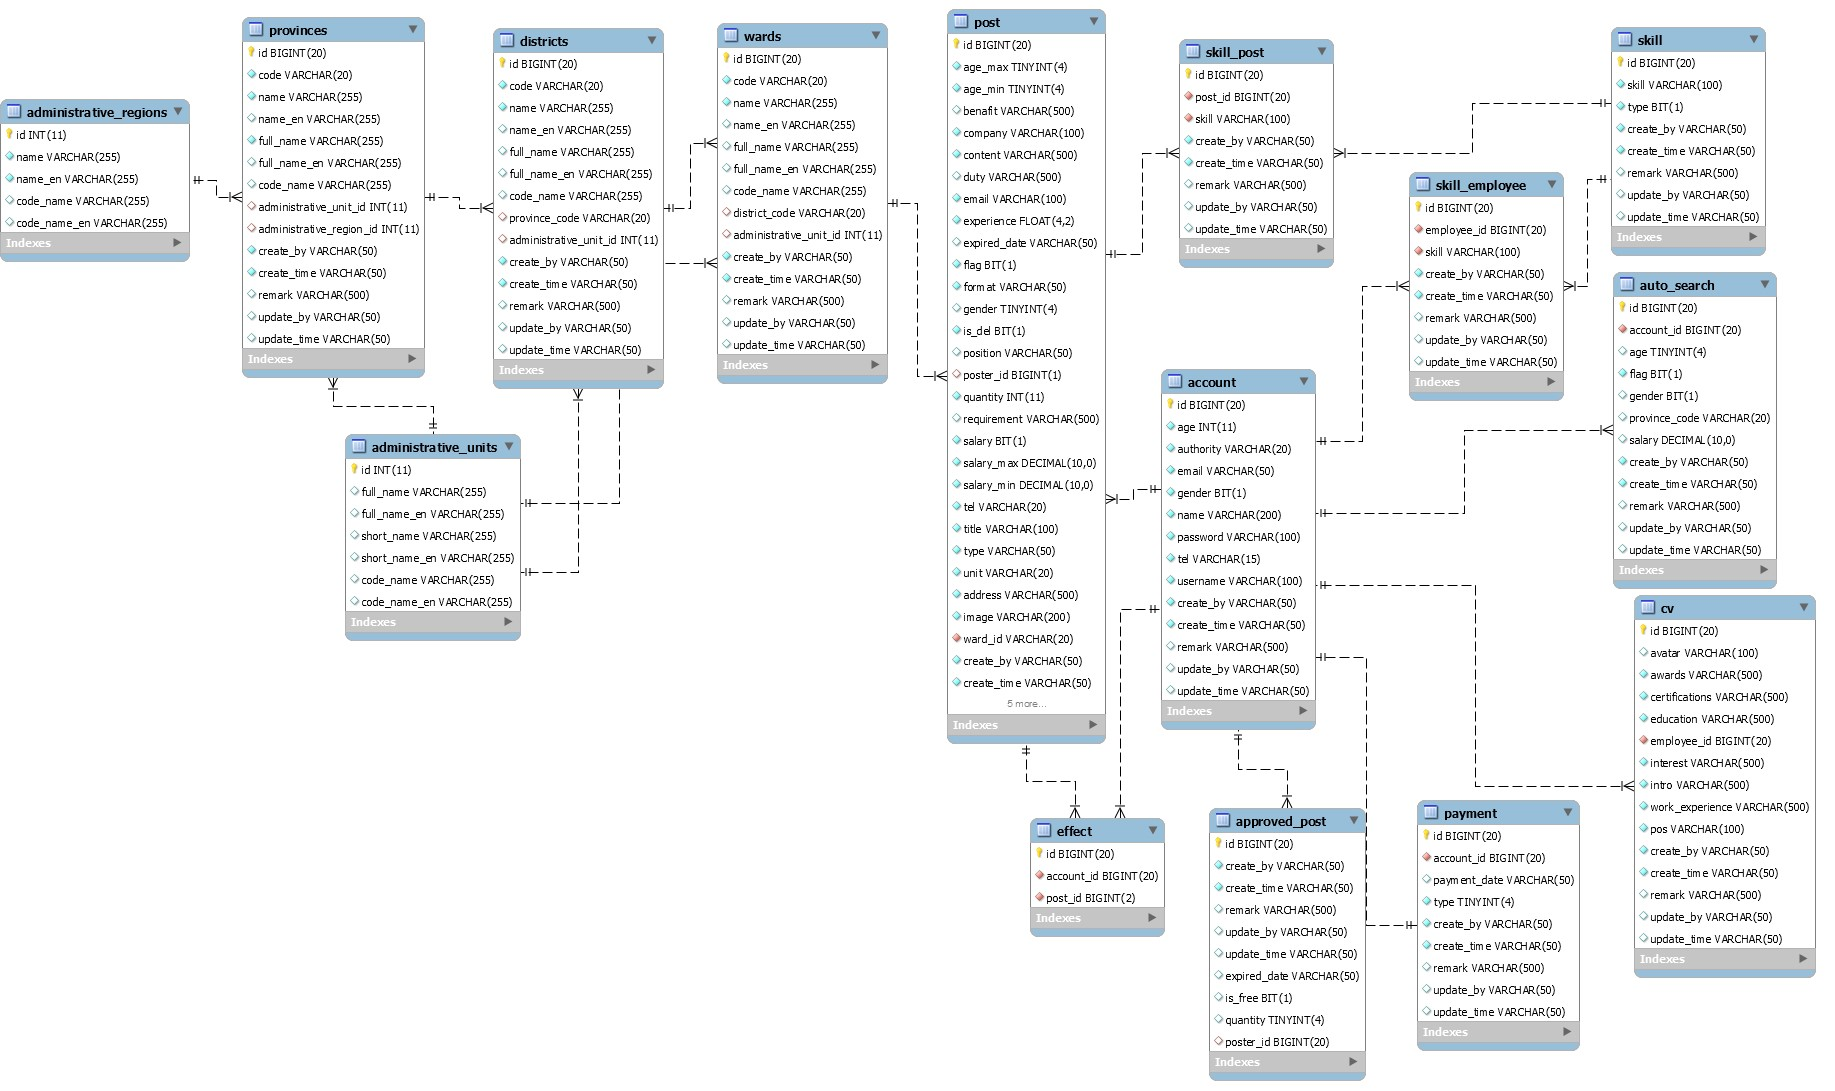 administrative_regions
id INT(11)
name VARCHAR(255)
name_en VARCHAR(255)
code_name VARCHAR(255)
code_name_en VARCHAR(255)
Indexes
provinces
id BIGINT(20)
code VARCHAR(20)
name VARCHAR(255)
name_en VARCHAR(255)
full_name VARCHAR(255)
full_name_en VARCHAR(255)
code_name VARCHAR(255)
administrative_unit_id INT(11)
administrative_region_id INT(11)
create_by VARCHAR(50)
create_time VARCHAR(50)
remark VARCHAR(500)
update_by VARCHAR(50)
update_time VARCHAR(50)
Indexes
districts
id BIGINT(20)
code VARCHAR(20)
name VARCHAR(255)
name_en VARCHAR(255)
full_name VARCHAR(255)
full_name_en VARCHAR(255)
code_name VARCHAR(255)
province_code VARCHAR(20)
administrative_unit_id INT(11)
create_by VARCHAR(50)
create_time VARCHAR(50)
remark VARCHAR(500)
update_by VARCHAR(50)
update_time VARCHAR(50)
Indexes
wards
id BIGINT(20)
code VARCHAR(20)
name VARCHAR(255)
name_en VARCHAR(255)
full_name VARCHAR(255)
full_name_en VARCHAR(255)
code_name VARCHAR(255)
district_code VARCHAR(20)
administrative_unit_id INT(11)
create_by VARCHAR(50)
create_time VARCHAR(50)
remark VARCHAR(500)
update_by VARCHAR(50)
update_time VARCHAR(50)
Indexes
administrative_units
id INT(11)
full_name VARCHAR(255)
full_name_en VARCHAR(255)
short_name VARCHAR(255)
short_name_en VARCHAR(255)
code_name VARCHAR(255)
code_name_en VARCHAR(255)
Indexes
post
id BIGINT(20)
age_max TINYINT(4)
age_min TINYINT(4)
benafit VARCHAR(500)
company VARCHAR(100)
content VARCHAR(500)
duty VARCHAR(500)
email VARCHAR(100)
experience FLOAT(4,2)
expired_date VARCHAR(50)
flag BIT(1)
format VARCHAR(50)
gender TINYINT(4)
is_del BIT(1)
position VARCHAR(50)
poster_id BIGINT(1)
quantity INT(11)
requirement VARCHAR(500)
salary BIT(1)
salary_max DECIMAL(10,0)
salary_min DECIMAL(10,0)
tel VARCHAR(20)
title VARCHAR(100)
type VARCHAR(50)
unit VARCHAR(20)
address VARCHAR(500)
image VARCHAR(200)
ward_id VARCHAR(20)
create_by VARCHAR(50)
create_time VARCHAR(50)
5 more...
Indexes
skill_post
id BIGINT(20)
post_id BIGINT(20)
skill VARCHAR(100)
create_by VARCHAR(50)
create_time VARCHAR(50)
remark VARCHAR(500)
update_by VARCHAR(50)
update_time VARCHAR(50)
Indexes
skill
id BIGINT(20)
skill VARCHAR(100)
type BIT(1)
create_by VARCHAR(50)
create_time VARCHAR(50)
remark VARCHAR(500)
update_by VARCHAR(50)
update_time VARCHAR(50)
Indexes
skill_employee
id BIGINT(20)
employee_id BIGINT(20)
skill VARCHAR(100)
create_by VARCHAR(50)
create_time VARCHAR(50)
remark VARCHAR(500)
update_by VARCHAR(50)
update_time VARCHAR(50)
Indexes
auto_search
id BIGINT(20)
account_id BIGINT(20)
age TINYINT(4)
flag BIT(1)
gender BIT(1)
province_code VARCHAR(20)
salary DECIMAL(10,0)
create_by VARCHAR(50)
create_time VARCHAR(50)
remark VARCHAR(500)
update_by VARCHAR(50)
update_time VARCHAR(50)
Indexes
account
id BIGINT(20)
age INT(11)
authority VARCHAR(20)
email VARCHAR(50)
gender BIT(1)
name VARCHAR(200)
password VARCHAR(100)
tel VARCHAR(15)
username VARCHAR(100)
create_by VARCHAR(50)
create_time VARCHAR(50)
remark VARCHAR(500)
update_by VARCHAR(50)
update_time VARCHAR(50)
Indexes
cv
id BIGINT(20)
avatar VARCHAR(100)
awards VARCHAR(500)
certifications VARCHAR(500)
education VARCHAR(500)
employee_id BIGINT(20)
interest VARCHAR(500)
intro VARCHAR(500)
work_experience VARCHAR(500)
pos VARCHAR(100)
create_by VARCHAR(50)
create_time VARCHAR(50)
remark VARCHAR(500)
update_by VARCHAR(50)
update_time VARCHAR(50)
Indexes
effect
id BIGINT(20)
account_id BIGINT(20)
post_id BIGINT(2)
Indexes
approved_post
id BIGINT(20)
create_by VARCHAR(50)
create_time VARCHAR(50)
remark VARCHAR(500)
update_by VARCHAR(50)
update_time VARCHAR(50)
expired_date VARCHAR(50)
is_free BIT(1)
quantity TINYINT(4)
poster_id BIGINT(20)
Indexes
payment
id BIGINT(20)
account_id BIGINT(20)
payment_date VARCHAR(50)
type TINYINT(4)
create_by VARCHAR(50)
create_time VARCHAR(50)
remark VARCHAR(500)
update_by VARCHAR(50)
update_time VARCHAR(50)
Indexes